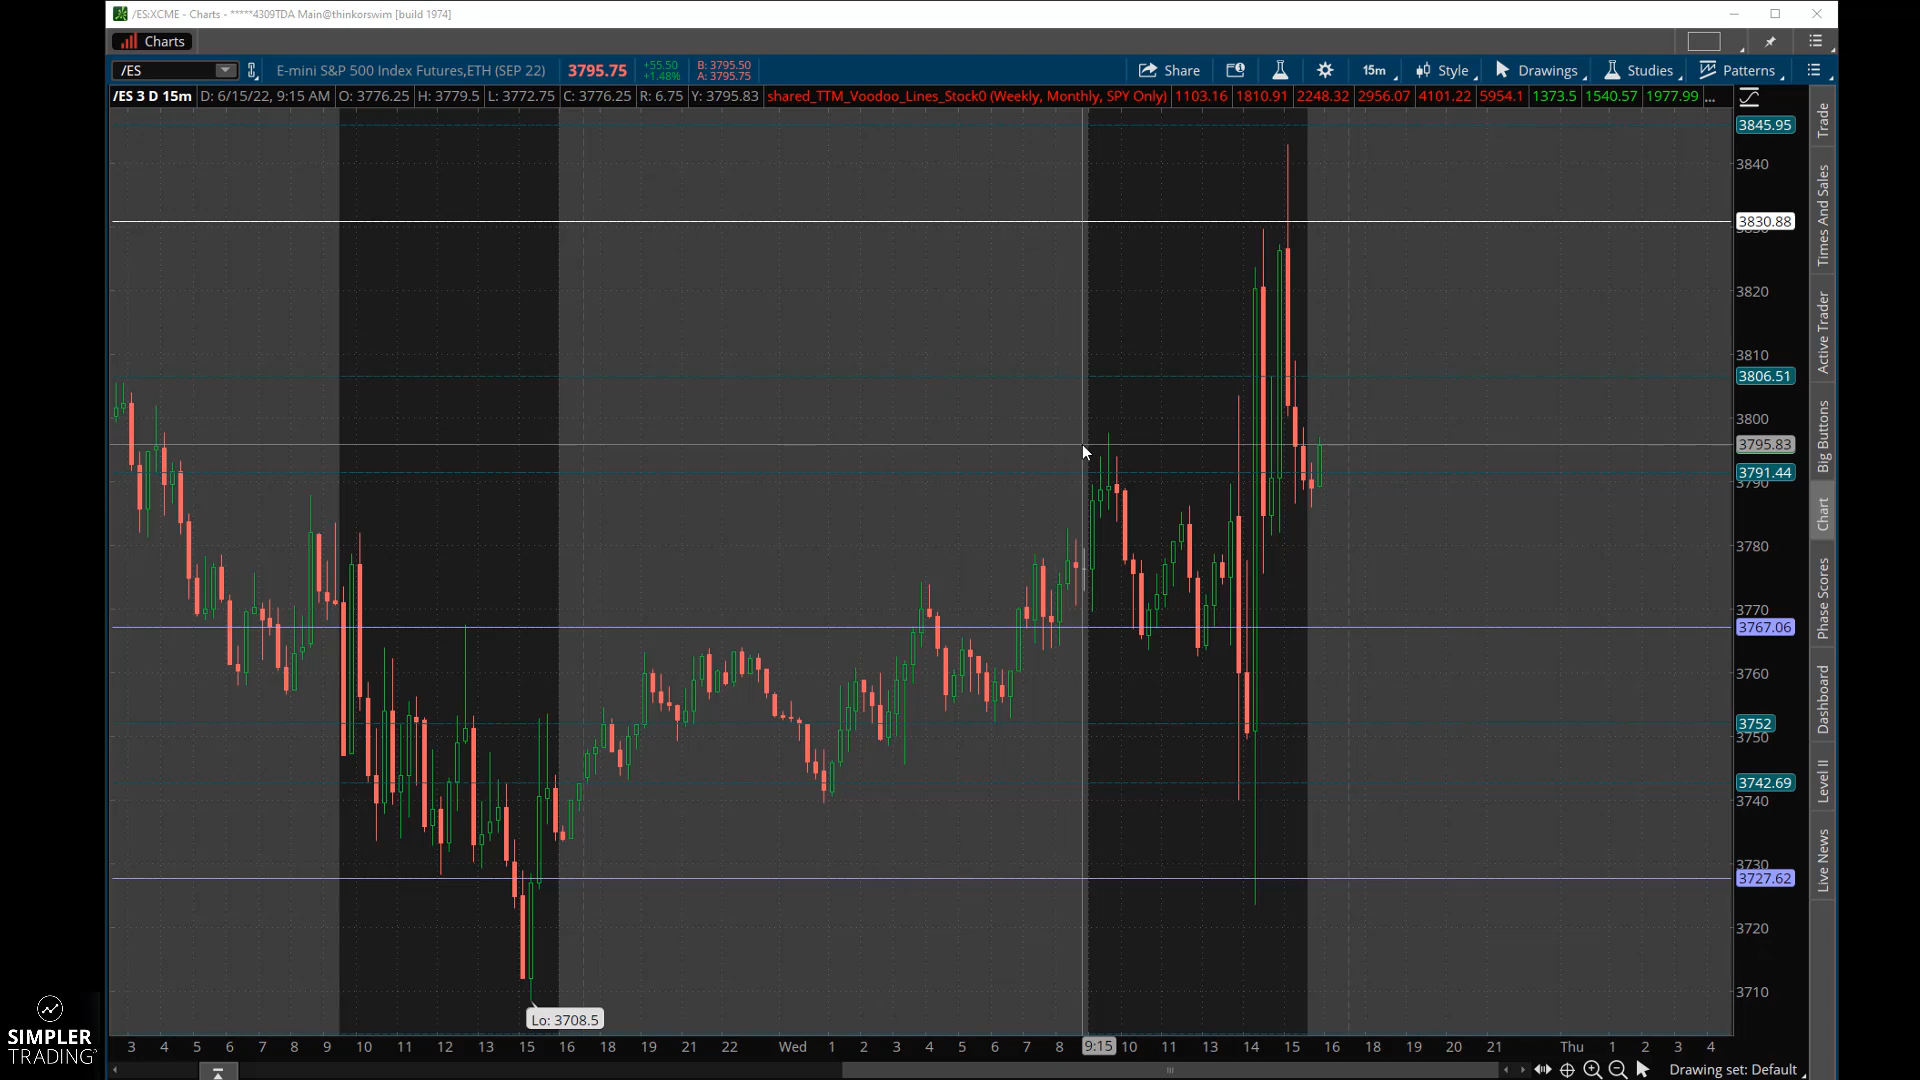 /ES:XCME - Charts - *****4309TDA Main@thinkorswim [build 1974]
Charts
/ES E-mini S&P 500 Index Futures,ETH (SEP 22) 3795.75 +55.50 +1.48% B: 3795.50 A: 3795.75 Share 15m Style Drawings Studies Patterns
/ES 3 D 15m D: 6/15/22, 9:15 AM O: 3776.25 H: 3779.5 L: 3772.75 C: 3776.25 R: 6.75 Y: 3795.83 shared_TTM_Voodoo_Lines_Stock0 (Weekly, Monthly, SPY Only) 1103.16 1810.91 2248.32 2956.07 4101.22 5954.1 1373.5 1540.57 1977.99 ...
3845.95
3840
3830.88
3820
3810
3806.51
3800
3795.83
3791.44
3790
3780
3770
3767.06
3760
3752
3750
3742.69
3740
3730
3727.62
3720
3710
Lo: 3708.5
3 4 5 6 7 8 9 10 11 12 13 15 16 18 19 21 22 Wed 1 2 3 4 5 6 7 8 9:15 10 11 13 14 15 16 18 19 20 21 Thu 1 2 3 4
Drawing set: Default
Trade
Times And Sales
Active Trader
Big Buttons
Chart
Phase Scores
Dashboard
Level II
Live News
SIMPLER
TRADING